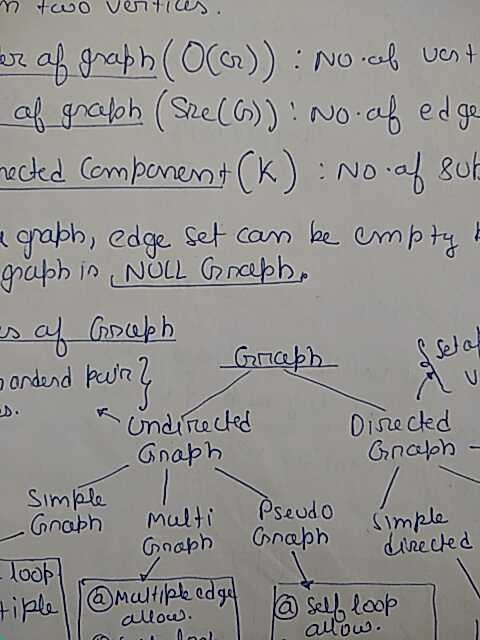 two vertices.
er of graph (O(G)) : No. of vert
of graph (Size(G)) : No. of edge
nected Component (K) : No. of sub
graph, edge set can be empty
graph is NULL Graph.
es of Graph
Graph
{ set of
pair }
Undirected Graph
Directed Graph
Simple Graph
Multi Graph
Pseudo Graph
Simple directed
loop
tiple
ⓐ Multiple edge allow.
ⓐ Self loop allow.